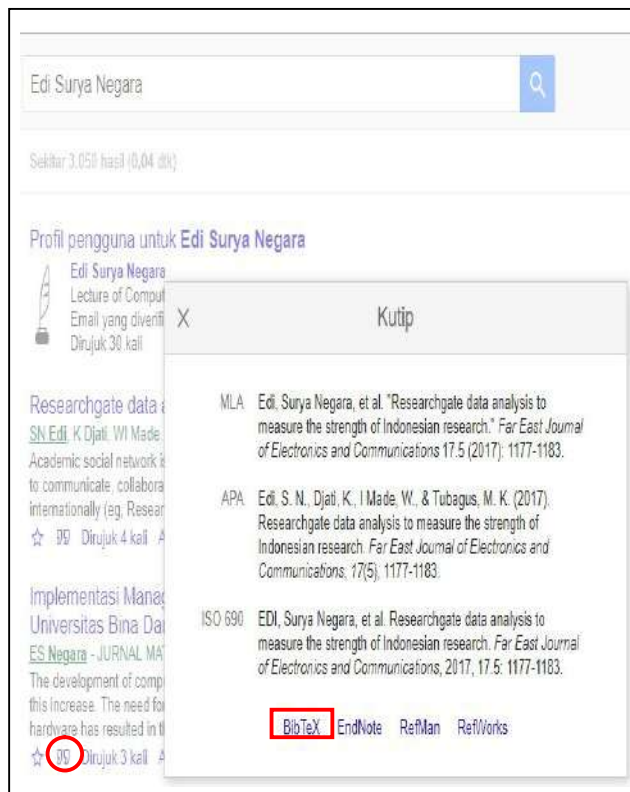 Edi Surya Negara
Sekitar 3.050 hasil (0,04 dtk)
Profil pengguna untuk Edi Surya Negara
Edi Surya Negara
Lecture of Comput
Email yang diverifi
Dirujuk 30 kali
Researchgate data a
SN Edi, K Djati, WI Made
Academic social network is
to communicate, collabora
internationally (eg, Resear
Dirujuk 4 kali A
Implementasi Manag
Universitas Bina Dar
ES Negara - JURNAL MAT
The development of comp
this increase. The need for
hardware has resulted in t
Dirujuk 3 kali A
Kutip
MLA Edi, Surya Negara, et al. "Researchgate data analysis to
measure the strength of Indonesian research." Far East Journal
of Electronics and Communications 17.5 (2017): 1177-1183.
APA Edi, S. N., Djati, K., I Made, W., & Tubagus, M. K. (2017).
Researchgate data analysis to measure the strength of
Indonesian research. Far East Journal of Electronics and
Communications, 17(5), 1177-1183.
ISO 690 EDI, Surya Negara, et al. Researchgate data analysis to
measure the strength of Indonesian research. Far East Journal
of Electronics and Communications, 2017, 17.5: 1177-1183.
BibTeX EndNote RefMan RefWorks